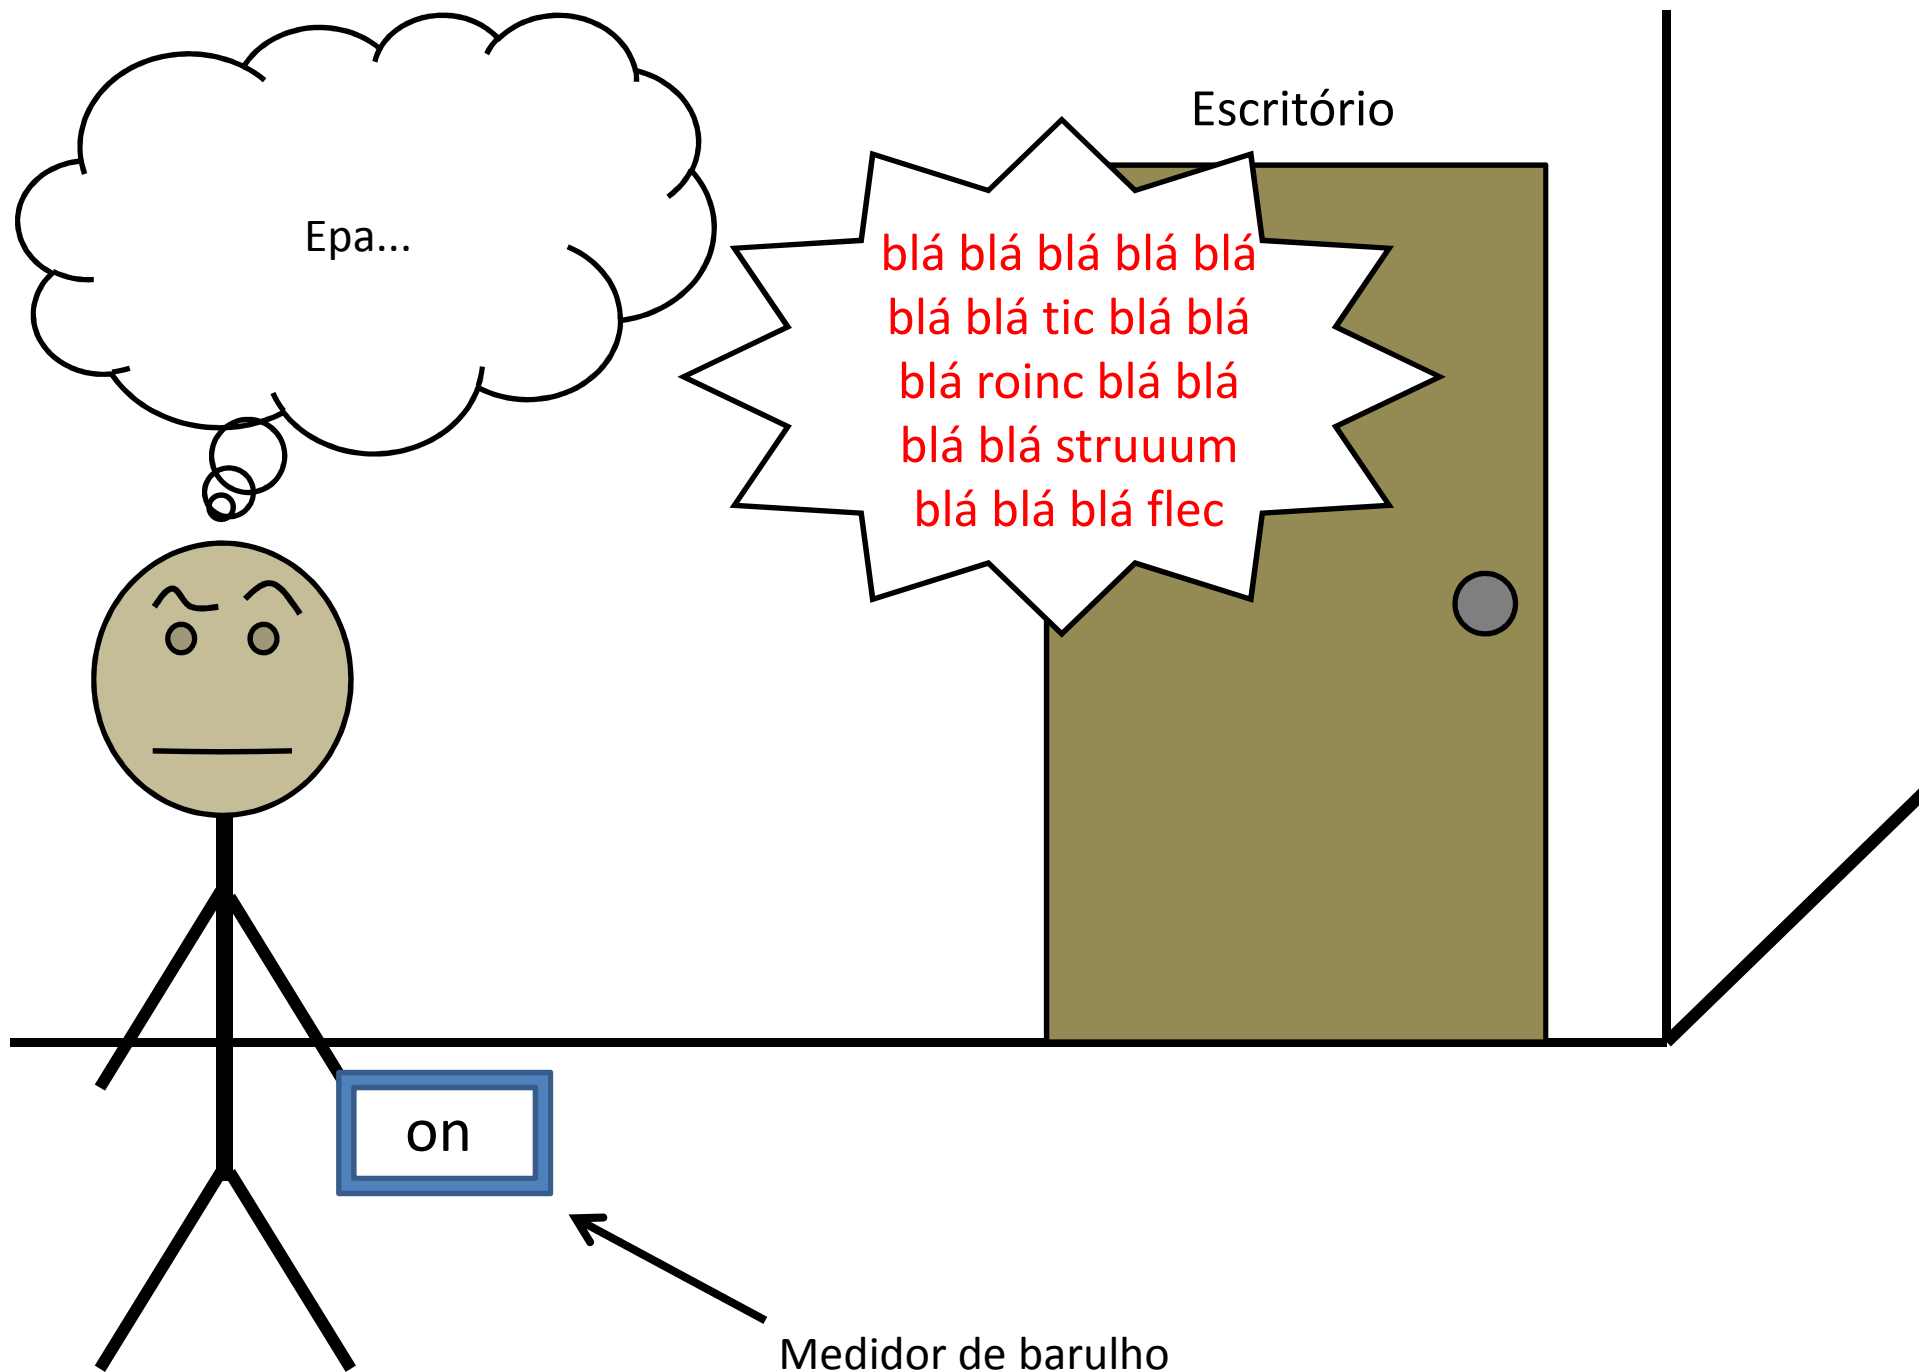 Escritório
Epa...
blá blá blá blá blá
blá blá tic blá blá
blá roinc blá blá
blá blá struuum
blá blá blá flec
on
Medidor de barulho